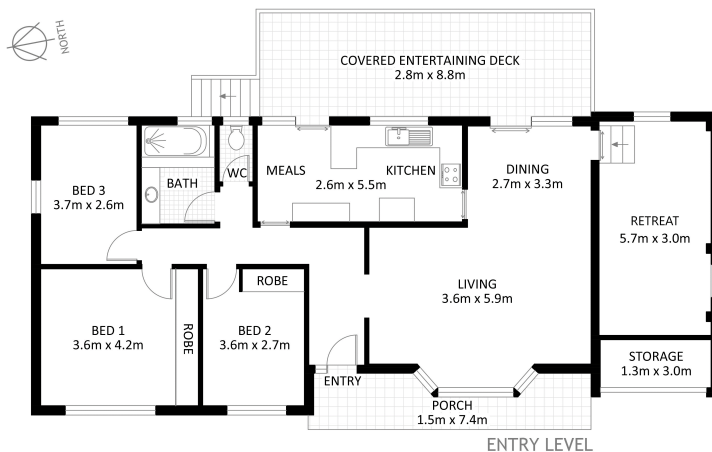 NORTH
COVERED ENTERTAINING DECK
2.8m x 8.8m
BED 3
3.7m x 2.6m
BATH
WC
MEALS
KITCHEN
2.6m x 5.5m
DINING
2.7m x 3.3m
RETREAT
5.7m x 3.0m
ROBE
LIVING
3.6m x 5.9m
BED 1
3.6m x 4.2m
ROBE
BED 2
3.6m x 2.7m
STORAGE
1.3m x 3.0m
ENTRY
PORCH
1.5m x 7.4m
ENTRY LEVEL